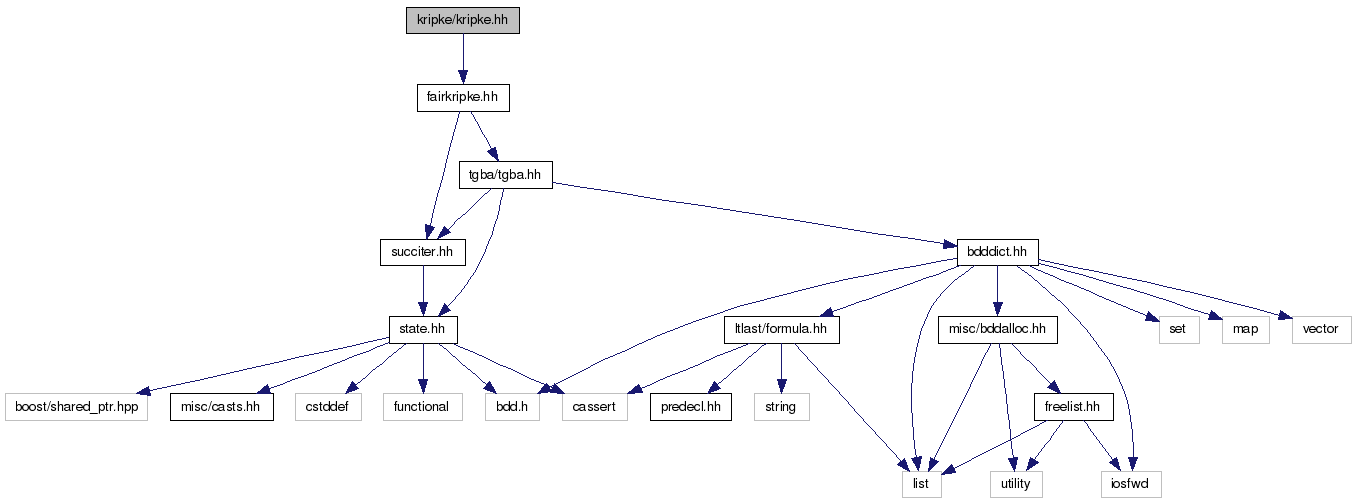 kripke/kripke.hh
fairkripke.hh
tgba/tgba.hh
succiter.hh
bdddict.hh
state.hh
ltlast/formula.hh
misc/bddalloc.hh
set
map
vector
boost/shared_ptr.hpp
misc/casts.hh
cstddef
functional
bdd.h
cassert
predecl.hh
string
freelist.hh
list
utility
iosfwd